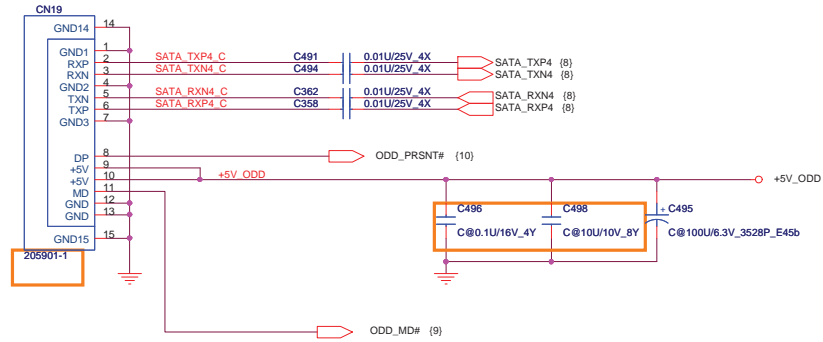 CN19
GND14 14
GND1 1
RXP 2 SATA_TXP4_C C491 0.01U/25V_4X SATA_TXP4 {8}
RXN 3 SATA_TXN4_C C494 0.01U/25V_4X SATA_TXN4 {8}
GND2 4
TXN 5 SATA_RXN4_C C362 0.01U/25V_4X SATA_RXN4 {8}
TXP 6 SATA_RXP4_C C358 0.01U/25V_4X SATA_RXP4 {8}
GND3 7
DP 8 ODD_PRSNT# {10}
+5V 9
+5V 10 +5V_ODD +5V_ODD
MD 11
GND 12
GND 13
C496 C498 + C495
C@0.1U/16V_4Y C@10U/10V_8Y C@100U/6.3V_3528P_E45b
GND15 15
205901-1
ODD_MD# {9}